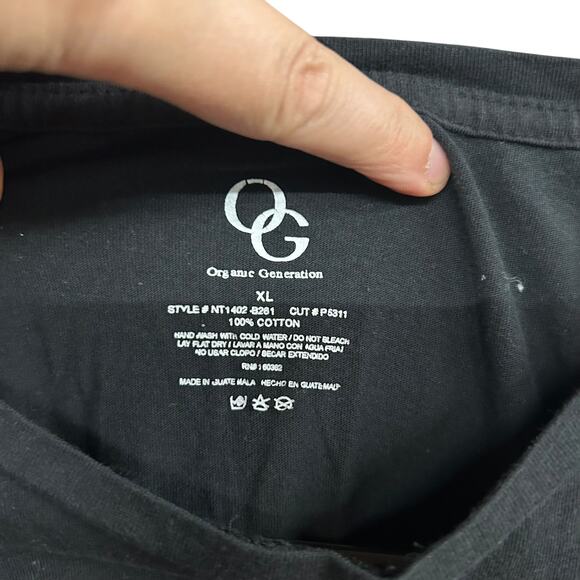 OG
Organic Generation
XL
STYLE # NT1402-B261 CUT # P5311
100% COTTON
HAND WASH WITH COLD WATER / DO NOT BLEACH
LAY FLAT DRY / LAVAR A MANO CON AGUA FRIA /
NO USAR CLOPO / SECAR EXTENDIDO
RN# 160362
MADE IN GUATEMALA HECHO EN GUATEMALA